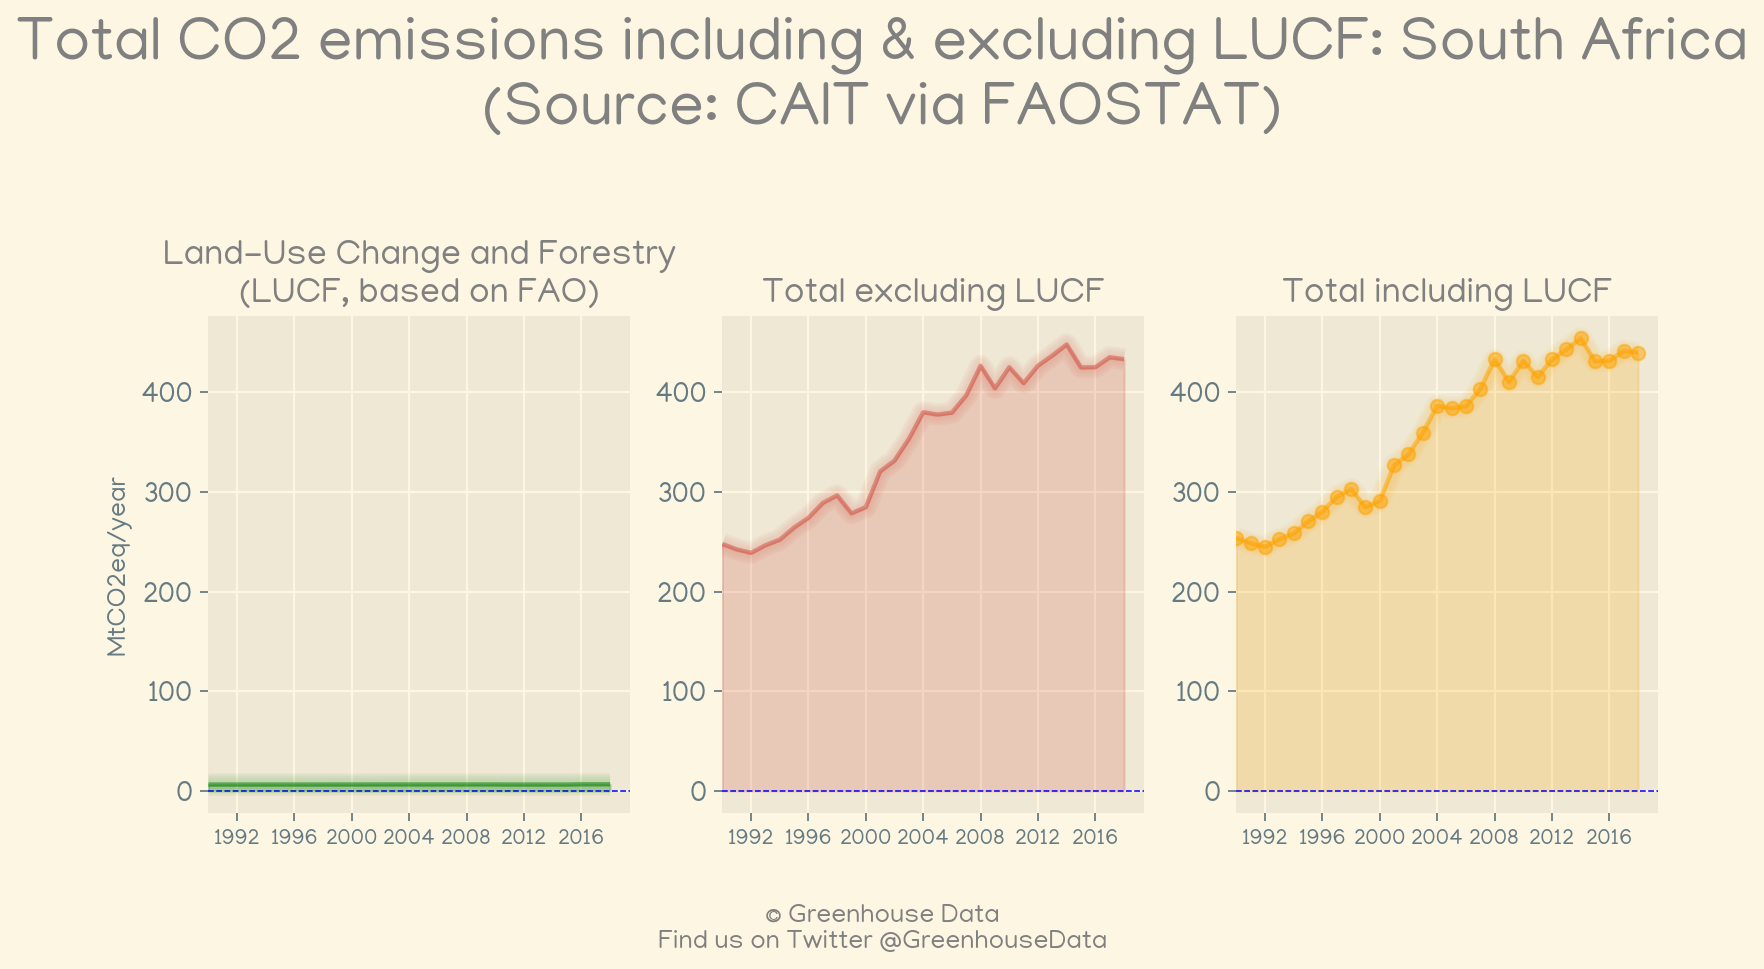 Total CO2 emissions including & excluding LUCF: South Africa
(Source: CAIT via FAOSTAT)
Land-Use Change and Forestry
(LUCF, based on FAO)
MtCO2eq/year
400
300
200
100
0
1992 1996 2000 2004 2008 2012 2016
Total excluding LUCF
400
300
200
100
0
1992 1996 2000 2004 2008 2012 2016
Total including LUCF
400
300
200
100
0
1992 1996 2000 2004 2008 2012 2016
© Greenhouse Data
Find us on Twitter @GreenhouseData